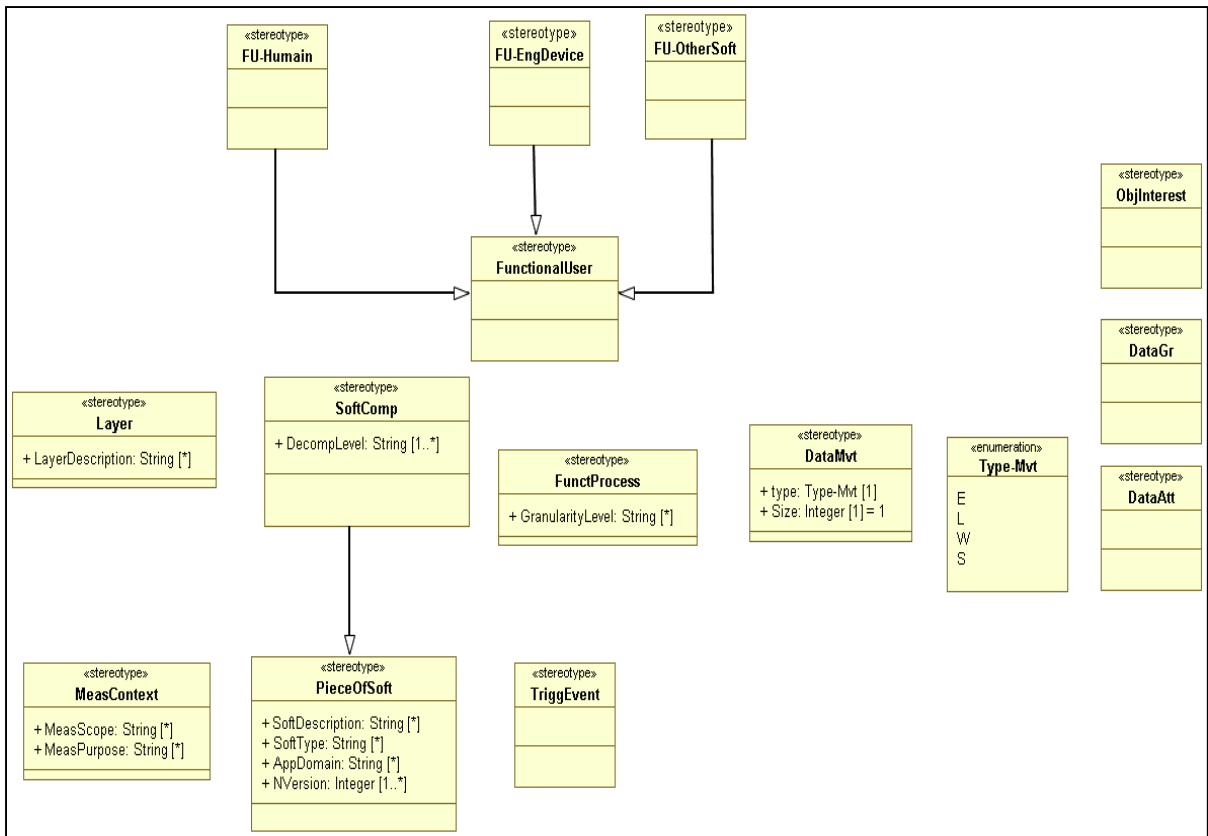 «stereotype»
FU-Humain
«stereotype»
FU-EngDevice
«stereotype»
FU-OtherSoft
«stereotype»
ObjInterest
«stereotype»
FunctionalUser
«stereotype»
DataGr
«stereotype»
Layer
+ LayerDescription: String [*]
«stereotype»
SoftComp
+ DecompLevel: String [1..*]
«stereotype»
FunctProcess
+ GranularityLevel: String [*]
«stereotype»
DataMvt
+ type: Type-Mvt [1]
+ Size: Integer [1] = 1
«enumeration»
Type-Mvt
E
L
W
S
«stereotype»
DataAtt
«stereotype»
MeasContext
+ MeasScope: String [*]
+ MeasPurpose: String [*]
«stereotype»
PieceOfSoft
+ SoftDescription: String [*]
+ SoftType: String [*]
+ AppDomain: String [*]
+ NVersion: Integer [1..*]
«stereotype»
TriggEvent